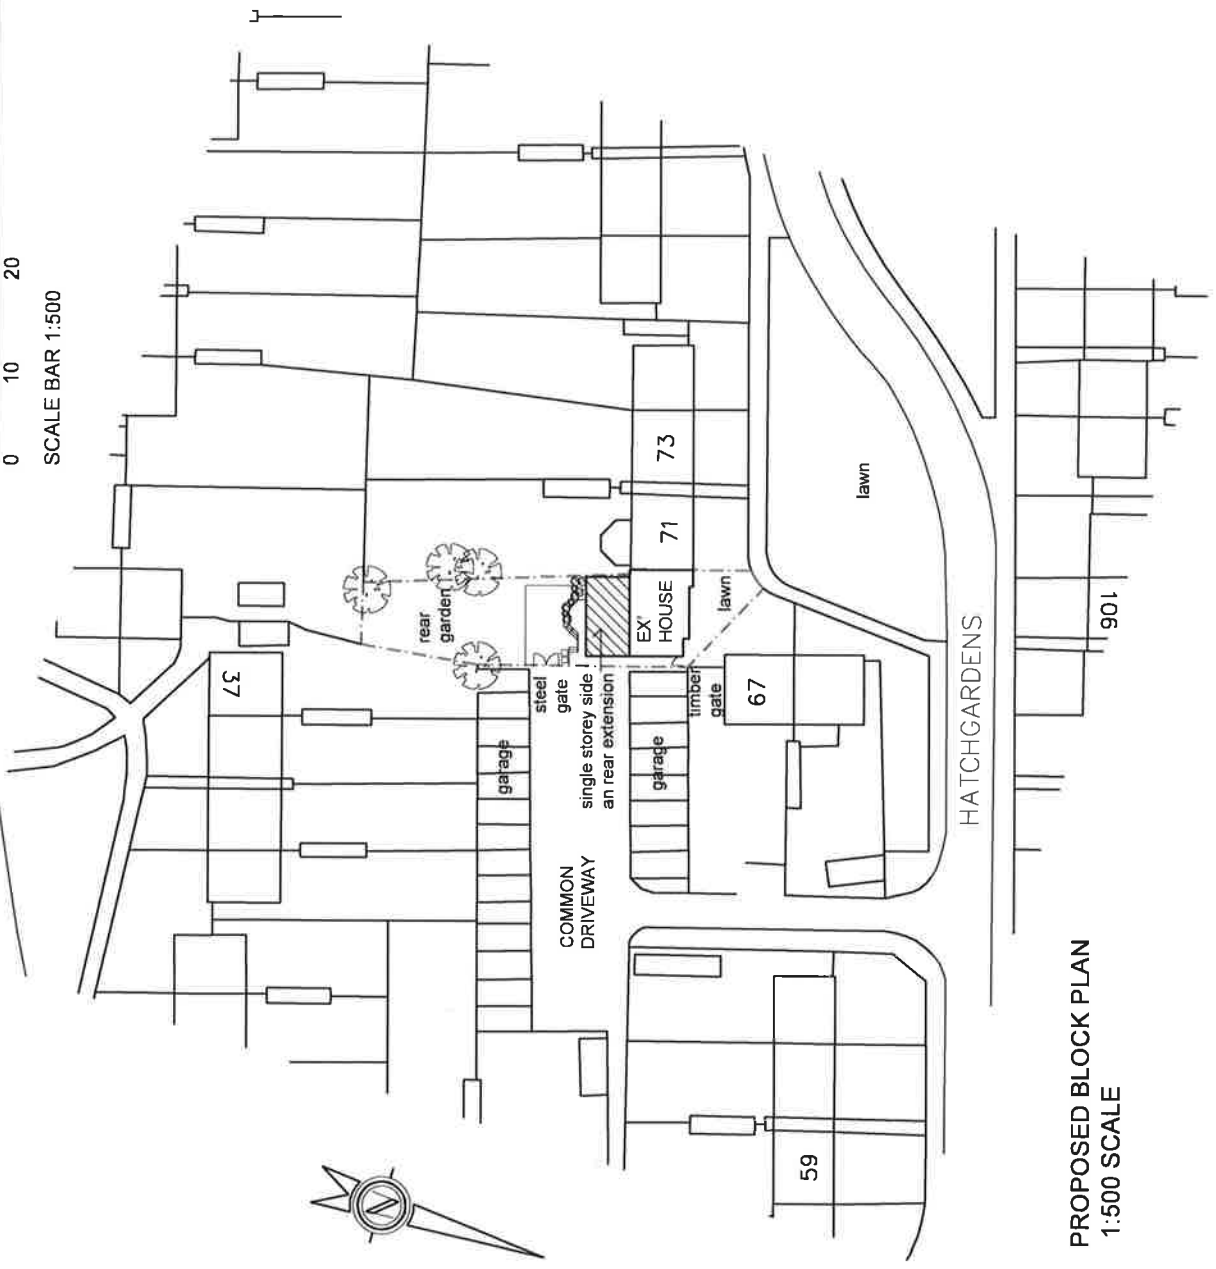 0 10 20
SCALE BAR 1:500
37
rear
garden
steel
gate
garage
single storey side
an rear extension
COMMON
DRIVEWAY
garage
timber
gate
EX'
HOUSE
71
73
lawn
lawn
67
59
HATCHGARDENS
106
N
PROPOSED BLOCK PLAN
1:500 SCALE